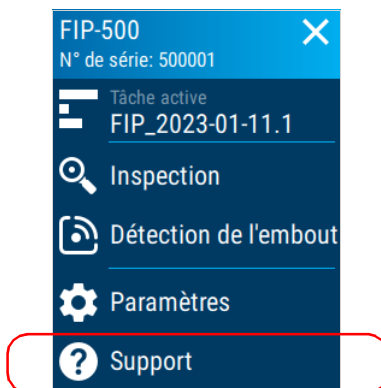 FIP-500
N° de série: 500001
Tâche active
FIP_2023-01-11.1
Inspection
Détection de l'embout
Paramètres
Support